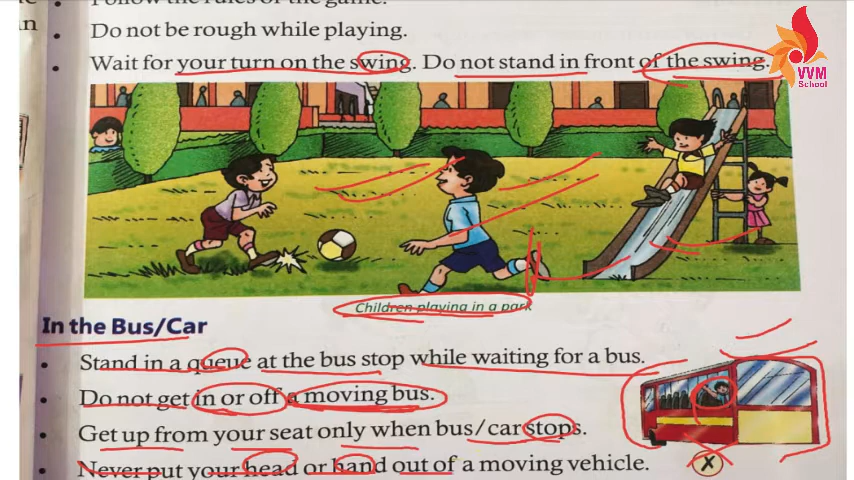 Follow the rules of the game.
• Do not be rough while playing.
• Wait for your turn on the swing. Do not stand in front of the swing.
VVM
School
Children playing in a park
In the Bus/Car
• Stand in a queue at the bus stop while waiting for a bus.
• Do not get in or off a moving bus.
• Get up from your seat only when bus/car stops.
• Never put your head or hand out of a moving vehicle.